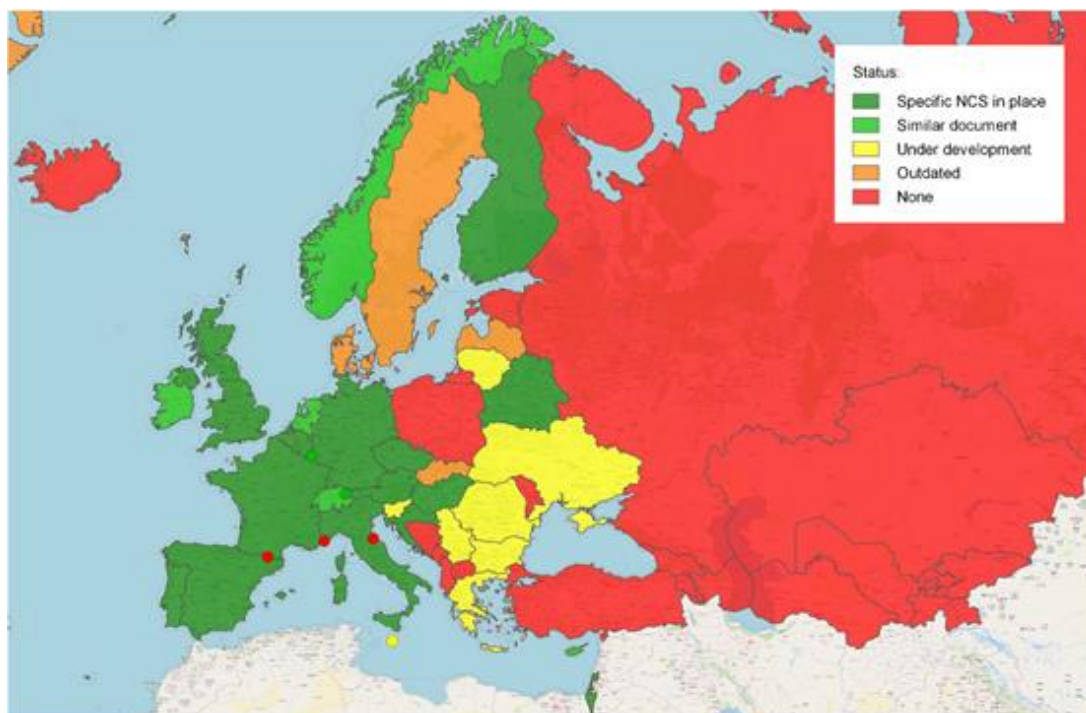 Status:
Specific NCS in place
Similar document
Under development
Outdated
None